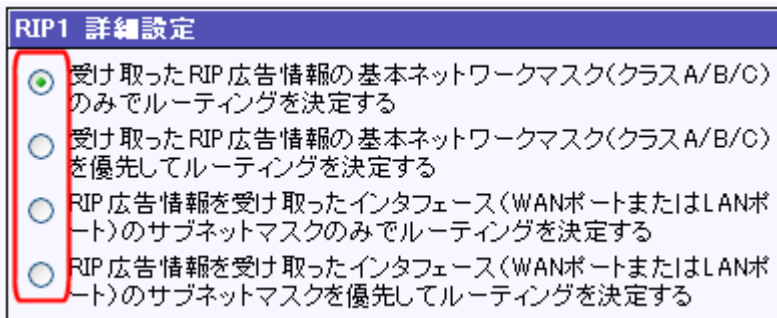 RIP1 詳細設定
受け取ったRIP広告情報の基本ネットワークマスク(クラスA/B/C)
のみでルーティングを決定する
受け取ったRIP広告情報の基本ネットワークマスク(クラスA/B/C)
を優先してルーティングを決定する
RIP広告情報を受け取ったインタフェース(WANポートまたはLANポ
ート)のサブネットマスクのみでルーティングを決定する
RIP広告情報を受け取ったインタフェース(WANポートまたはLANポ
ート)のサブネットマスクを優先してルーティングを決定する